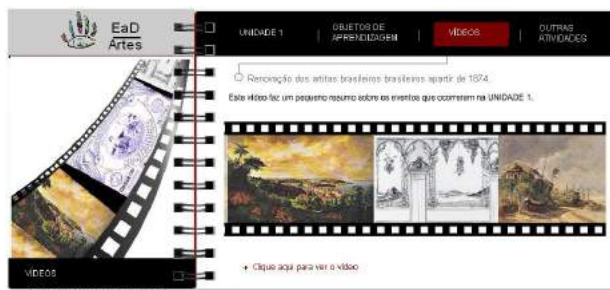 EaD
Artes
UNIDADE 1
OBJETOS DE
APRENDIZAGEM
VÍDEOS
OUTRAS
ATIVIDADES
Renovação dos artitas brasileiros brasileiros apartir de 1874.
Este vídeo faz um pequeno resumo sobre os eventos que ocorreram na UNIDADE 1.
Clique aqui para ver o vídeo
VÍDEOS